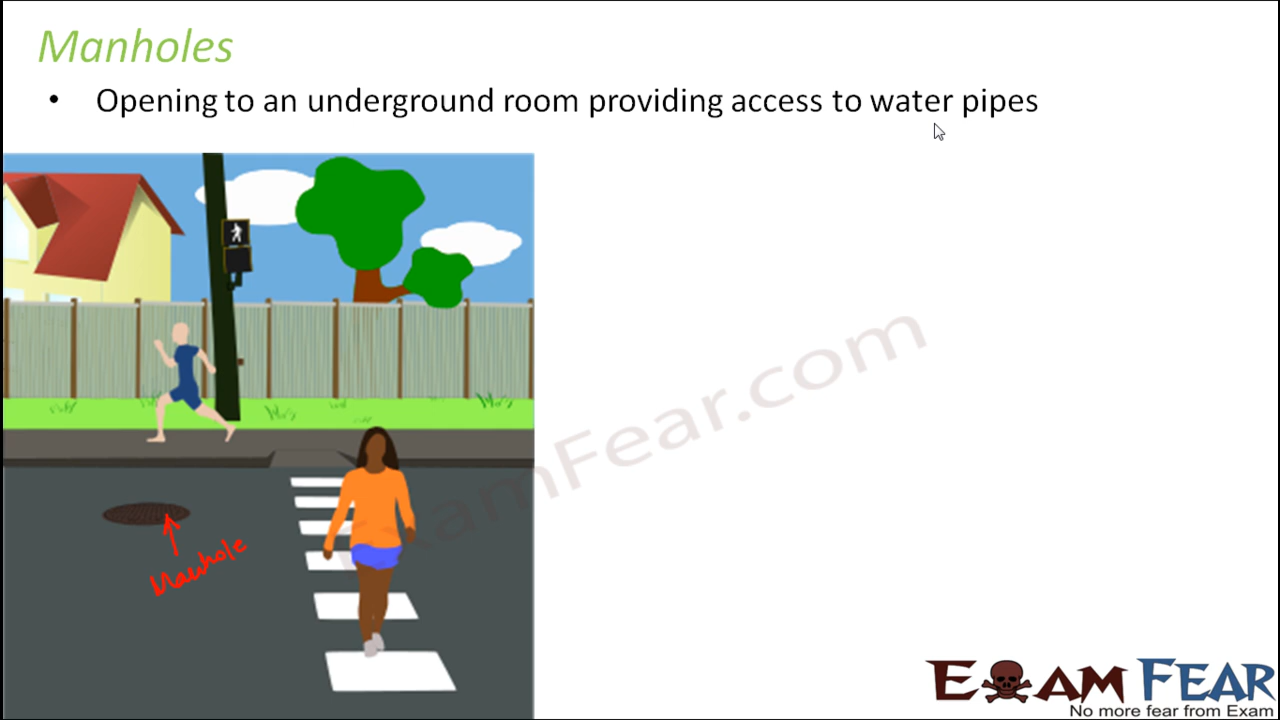 Manholes
• Opening to an underground room providing access to water pipes
ExamFear.com
Manhole
EXAM FEAR
No more fear from Exam